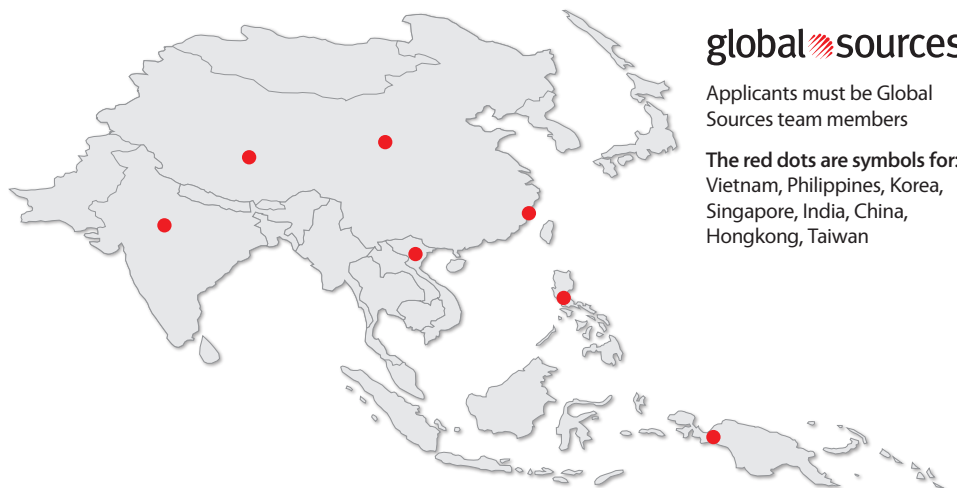 global sources
Applicants must be Global
Sources team members
The red dots are symbols for:
Vietnam, Philippines, Korea,
Singapore, India, China,
Hongkong, Taiwan